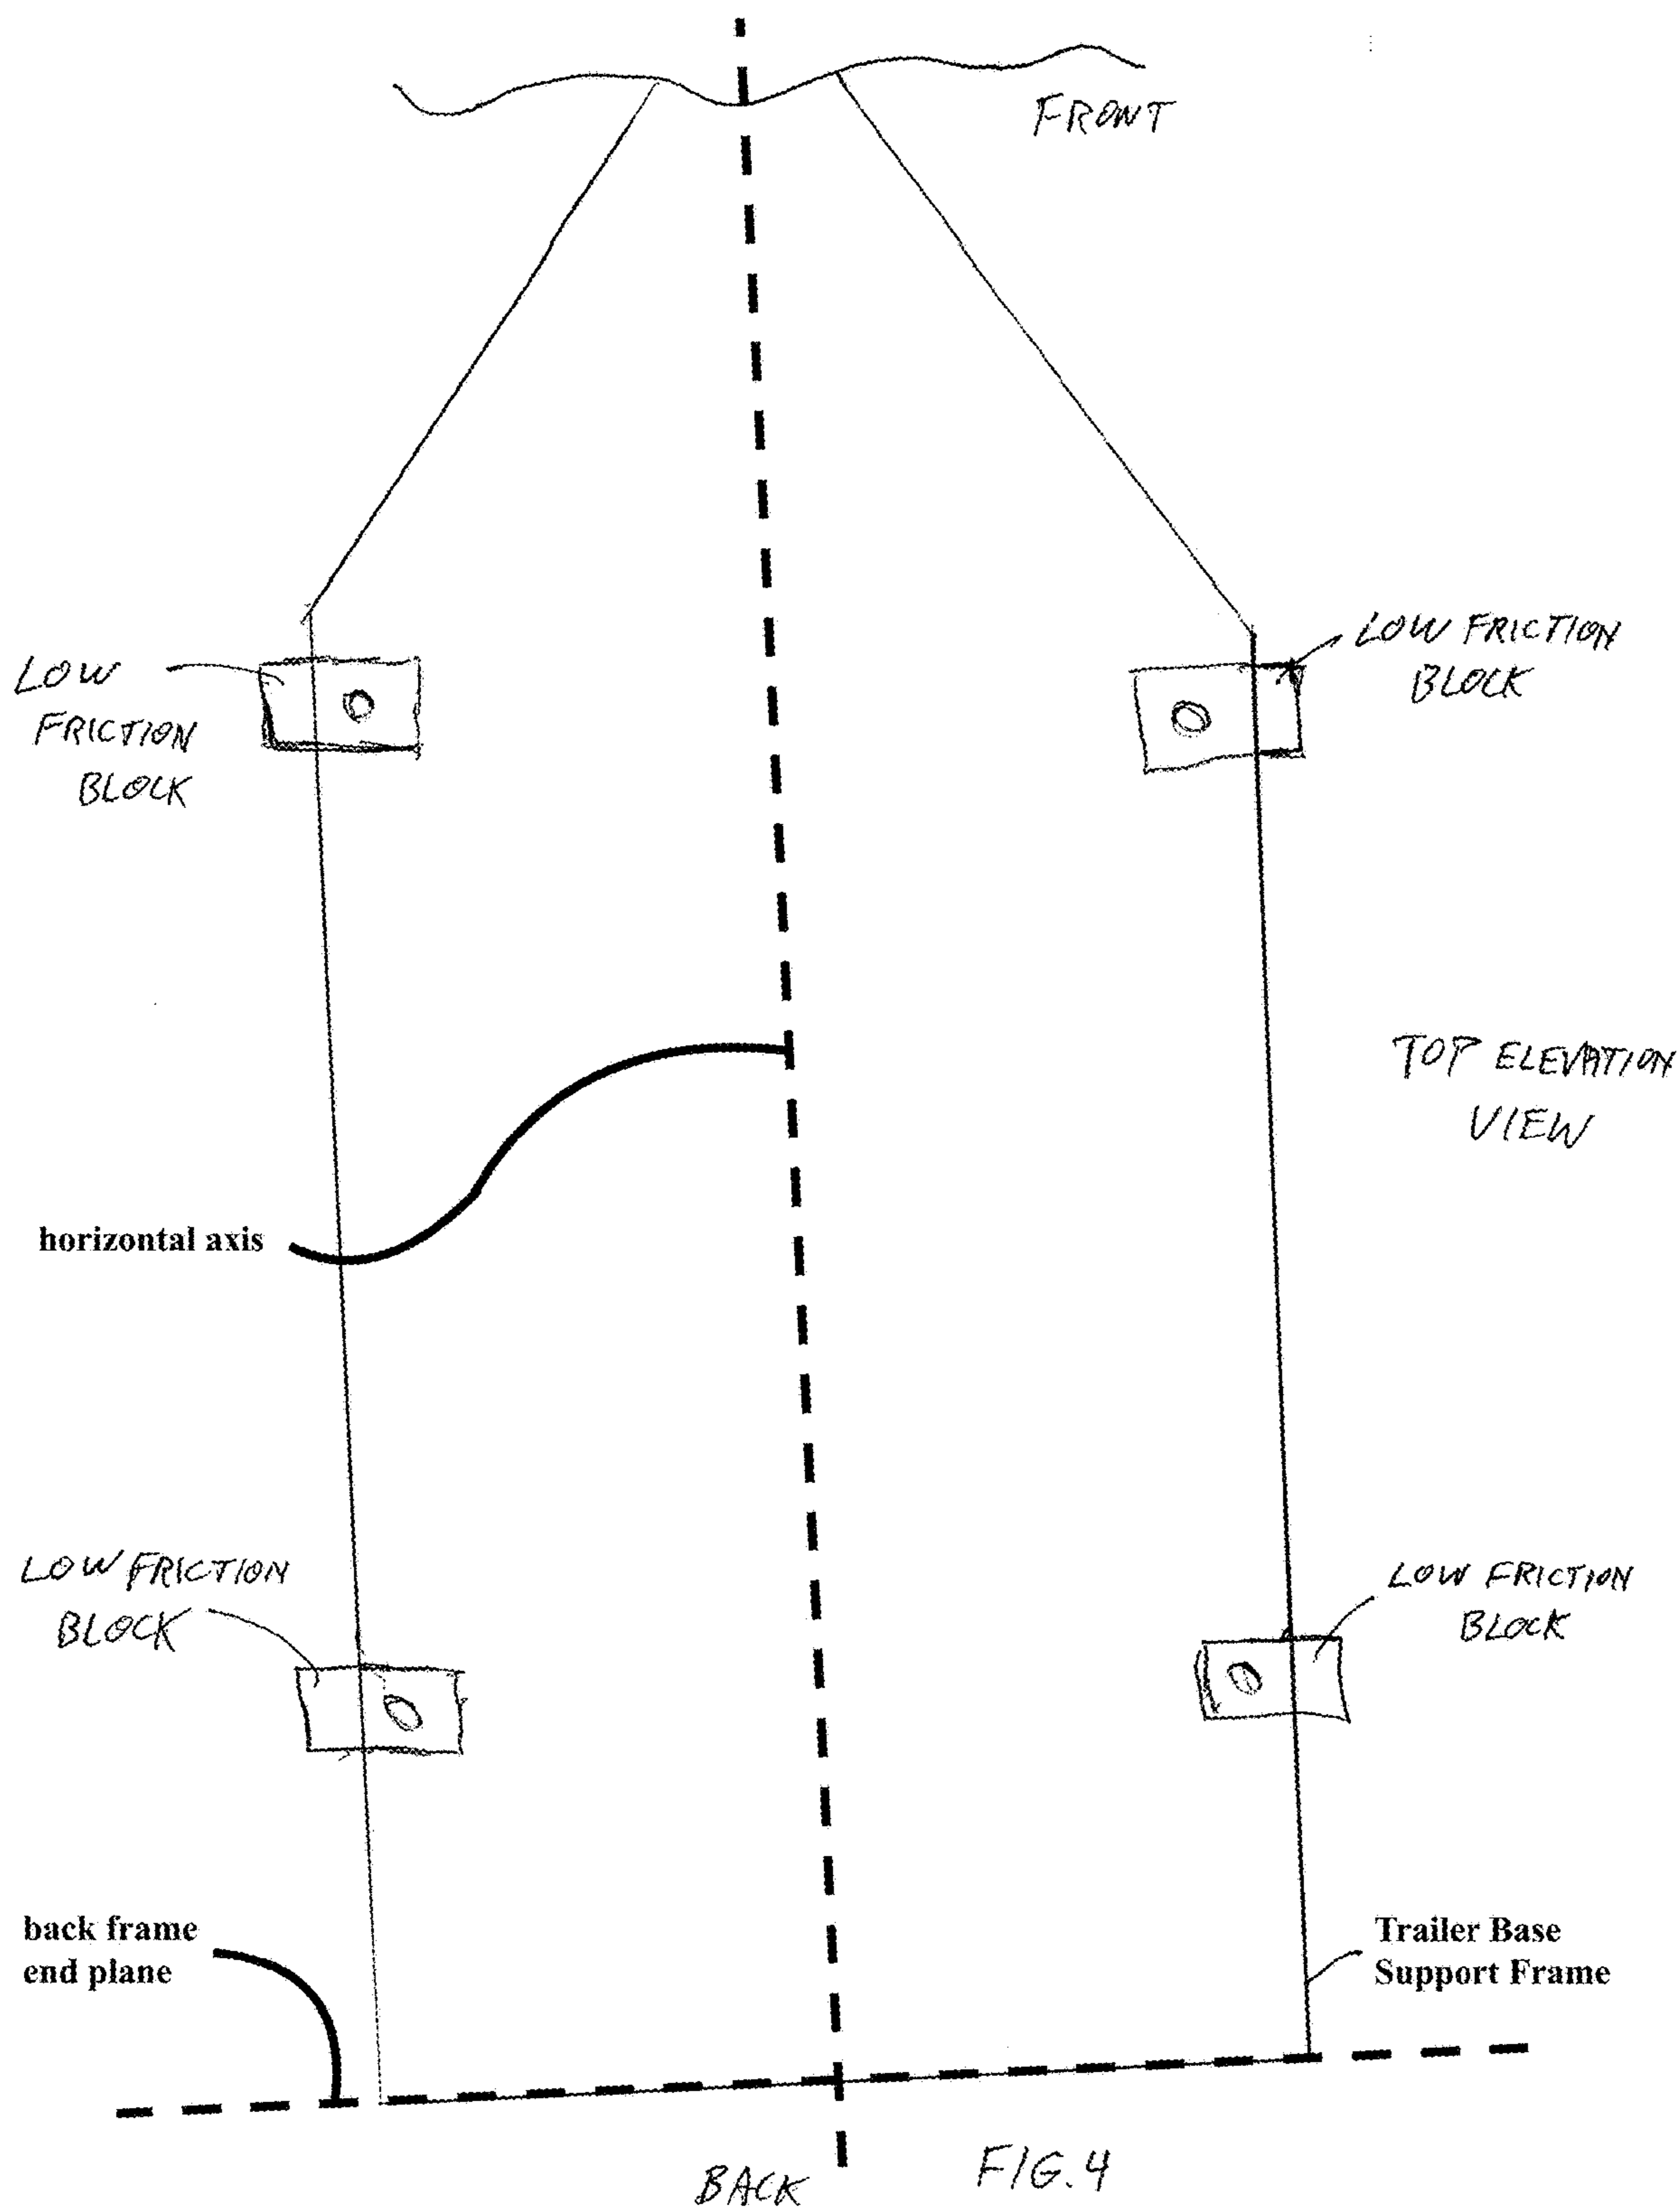 FRONT
LOW
FRICTION
BLOCK
LOW FRICTION
BLOCK
TOP ELEVATION
VIEW
horizontal axis
LOW FRICTION
BLOCK
LOW FRICTION
BLOCK
back frame
end plane
Trailer Base
Support Frame
BACK
FIG. 4